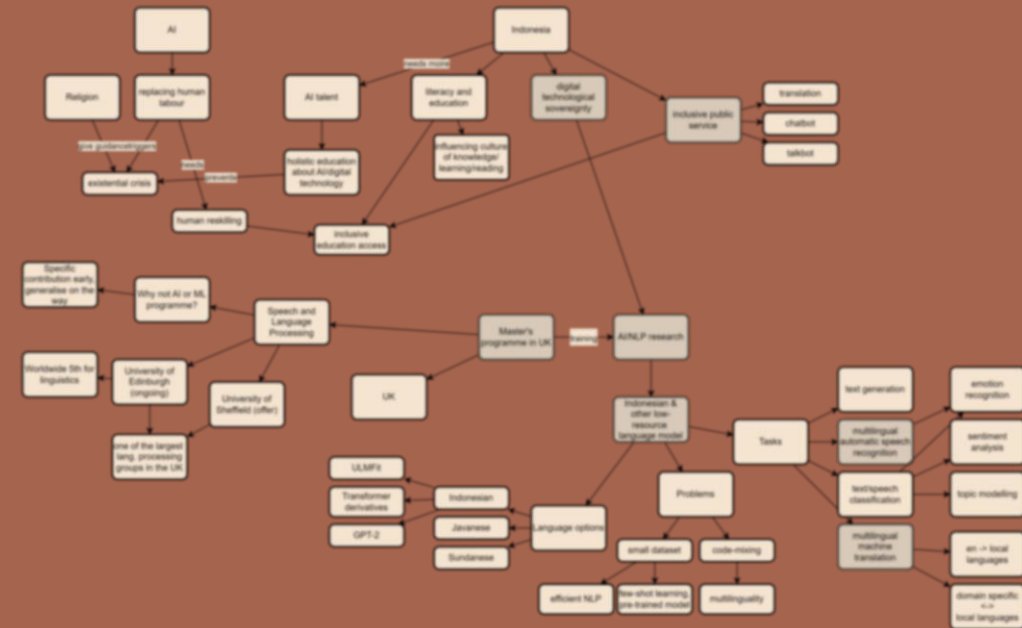 AI
Indonesia
Religion
replacing human
labour
AI talent
literacy and
education
digital
technological
sovereignty
inclusive public
service
translation
chatbot
talkbot
needs
existential crisis
holistic education
about AI/digital
technology
influencing culture
of knowledge/
learning/reading
human reskilling
inclusive
education access
Specific
contribution early,
generalise on the
way
Why not AI or ML
programme?
Speech and
Language
Processing
Master's
programme in UK
training
AI/NLP research
Worldwide 5th for
linguistics
University of
Edinburgh
(ongoing)
University of
Sheffield (offer)
UK
one of the largest
lang. processing
groups in the UK
Indonesian &
other low-
resource
language model
Tasks
text generation
multilingual
automatic speech
recognition
text/speech
classification
multilingual
machine
translation
emotion
recognition
sentiment
analysis
topic modelling
en -> local
languages
domain specific
<->
local languages
ULMFit
Transformer
derivatives
GPT-2
Indonesian
Javanese
Sundanese
Language options
Problems
small dataset
code-mixing
efficient NLP
few-shot learning,
pre-trained model
multilinguality